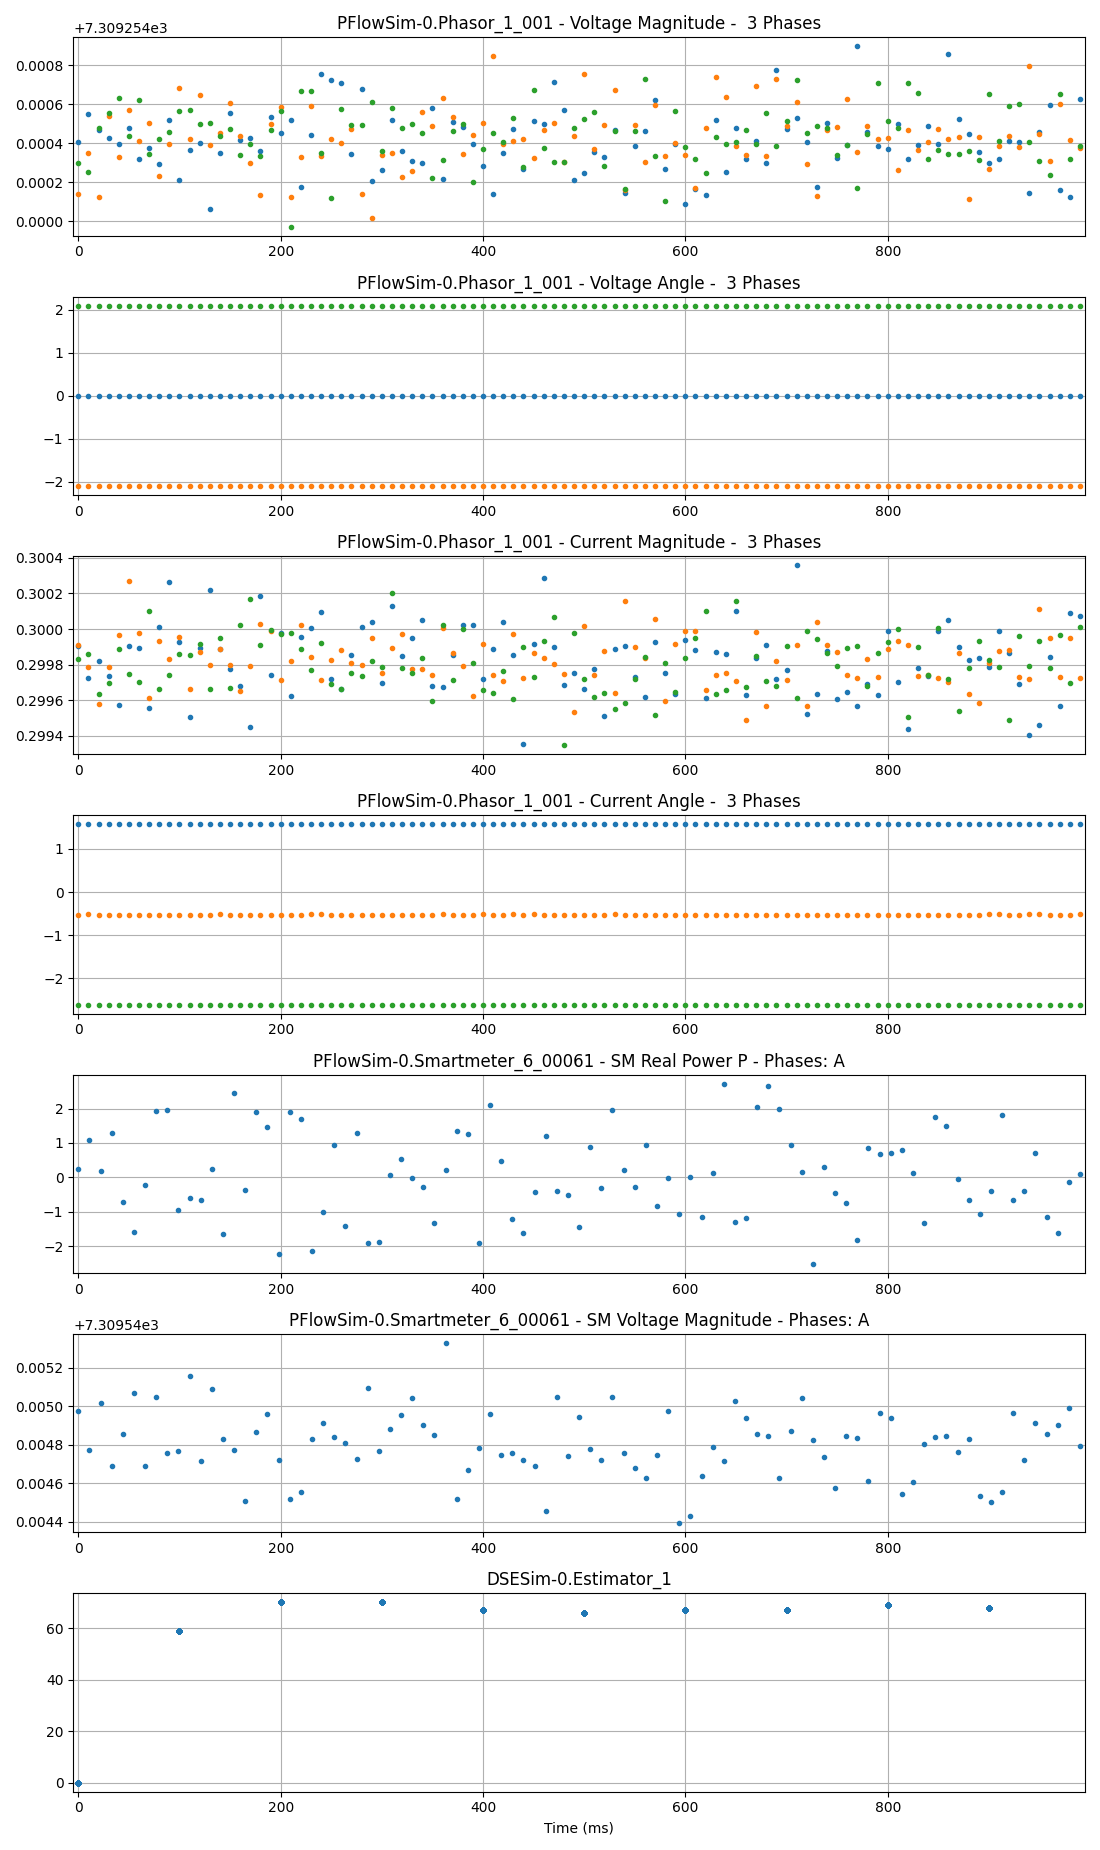 PFlowSim-0.Phasor_1_001 - Voltage Magnitude -  3 Phases
+7.309254e3
0.0008
0.0006
0.0004
0.0002
0.0000
0 200 400 600 800
PFlowSim-0.Phasor_1_001 - Voltage Angle -  3 Phases
2
1
0
−1
−2
0 200 400 600 800
PFlowSim-0.Phasor_1_001 - Current Magnitude -  3 Phases
0.3004
0.3002
0.3000
0.2998
0.2996
0.2994
0 200 400 600 800
PFlowSim-0.Phasor_1_001 - Current Angle -  3 Phases
1
0
−1
−2
0 200 400 600 800
PFlowSim-0.Smartmeter_6_00061 - SM Real Power P - Phases: A
2
1
0
−1
−2
0 200 400 600 800
PFlowSim-0.Smartmeter_6_00061 - SM Voltage Magnitude - Phases: A
+7.30954e3
0.0052
0.0050
0.0048
0.0046
0.0044
0 200 400 600 800
DSESim-0.Estimator_1
60
40
20
0
0 200 400 600 800
Time (ms)